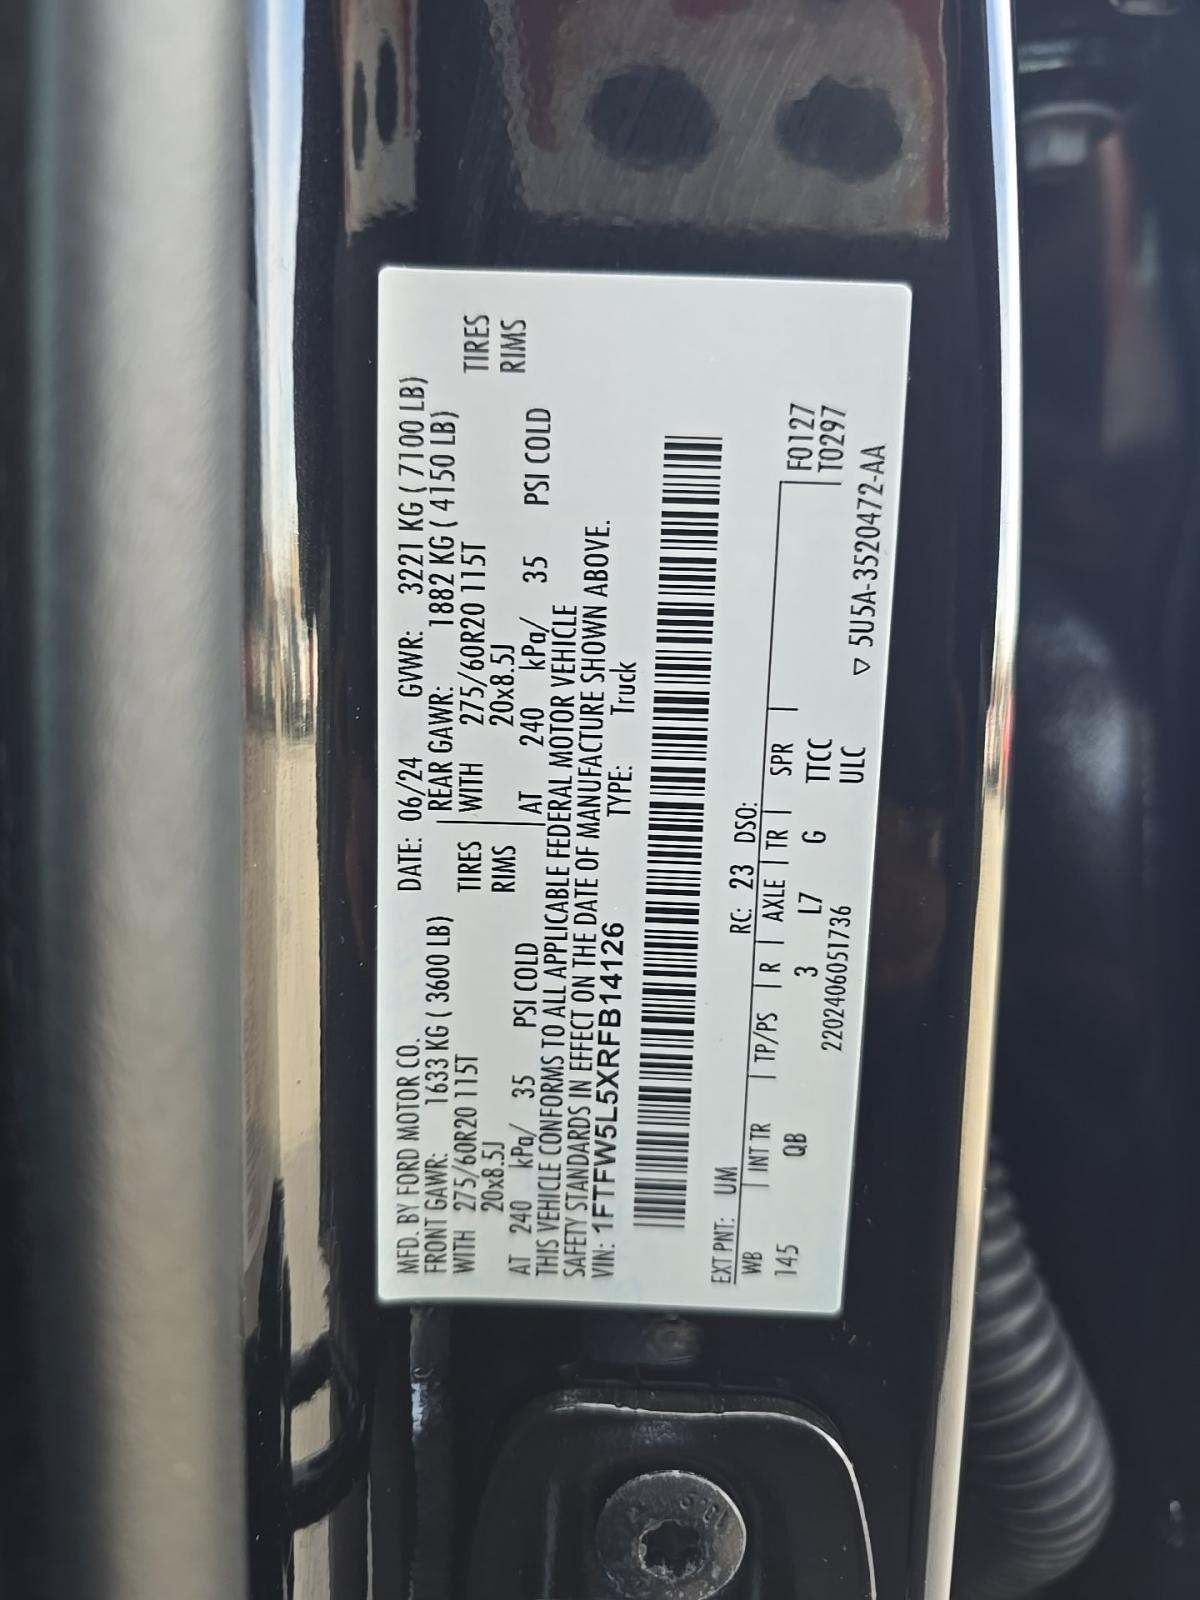 MFD. BY FORD MOTOR CO. DATE: 06/24 GVWR: 3221 KG ( 7100 LB)
FRONT GAWR: 1633 KG ( 3600 LB) REAR GAWR: 1882 KG ( 4150 LB)
WITH 275/60R20 115T TIRES WITH 275/60R20 115T TIRES
20x8.5J RIMS 20x8.5J RIMS
AT 240 kPa/ 35 PSI COLD AT 240 kPa/ 35 PSI COLD
THIS VEHICLE CONFORMS TO ALL APPLICABLE FEDERAL MOTOR VEHICLE
SAFETY STANDARDS IN EFFECT ON THE DATE OF MANUFACTURE SHOWN ABOVE.
VIN: 1FTFW5L5XRFB14126 TYPE: Truck
EXT PNT: UM RC: 23 DSO:
WB INT TR TP/PS R AXLE TR SPR F0127
145 QB 3 L7 G TTCC T0297
2202406051736 ULC
▽ 5U5A-3520472-AA